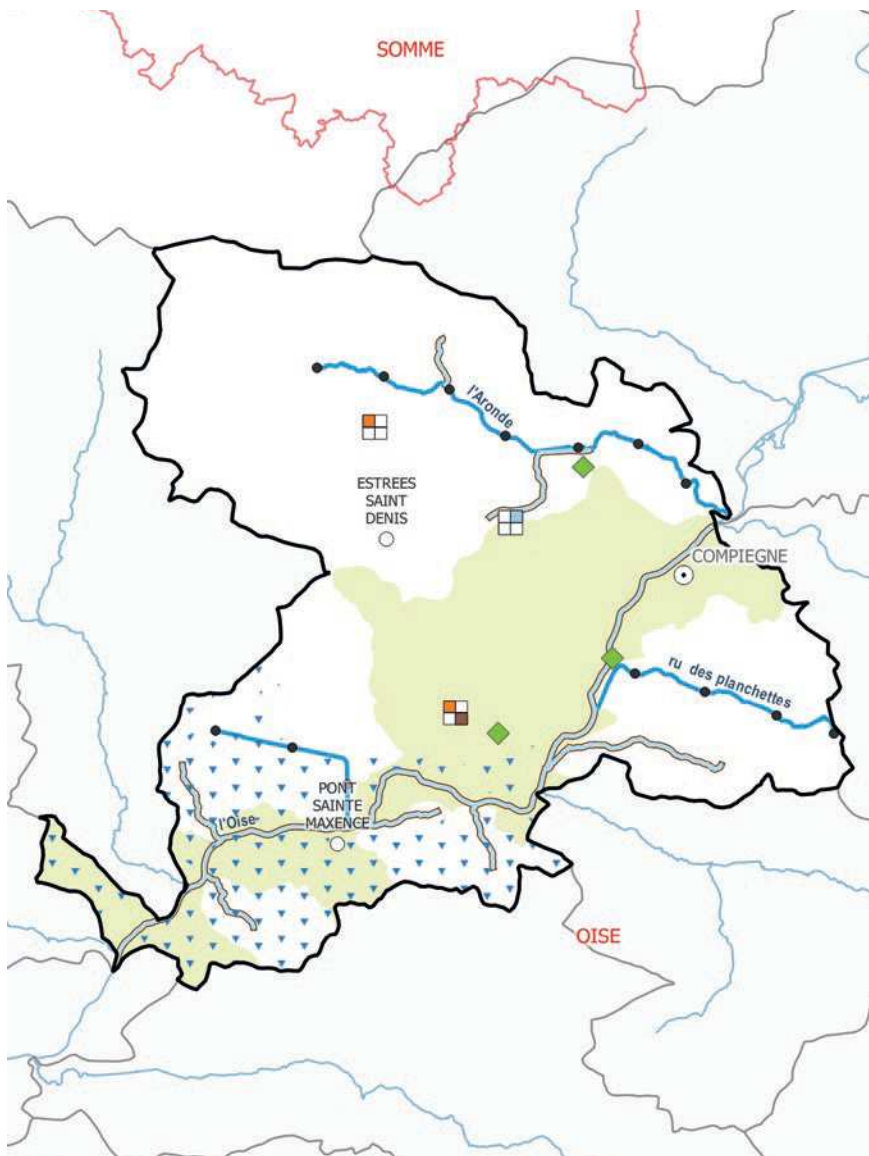 SOMME
l'Aronde
ESTREES
SAINT
DENIS
COMPIEGNE
ru des planchettes
PONT
SAINTE
MAXENCE
l'Oise
OISE